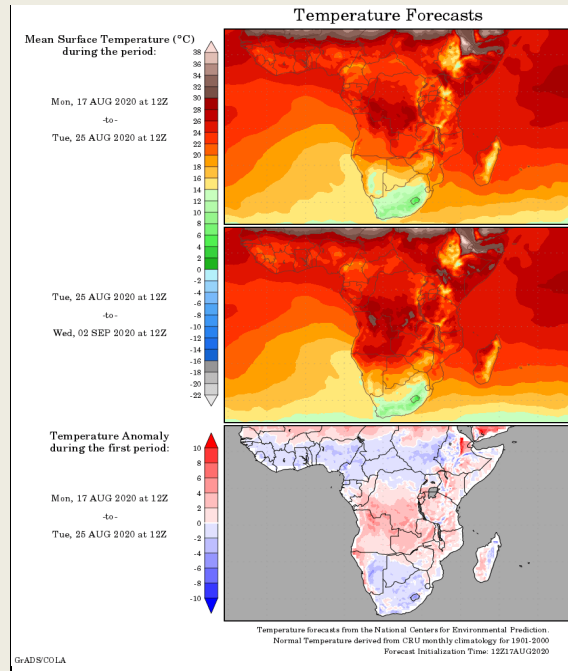 Temperature Forecasts
Mean Surface Temperature (°C)
during the period:
Mon, 17 AUG 2020 at 12Z
-to-
Tue, 25 AUG 2020 at 12Z
38
36
34
32
30
28
26
24
22
20
18
16
14
12
10
8
6
4
2
0
-2
-4
-6
-8
-10
-12
-14
-16
-18
-20
-22
Tue, 25 AUG 2020 at 12Z
-to-
Wed, 02 SEP 2020 at 12Z
Temperature Anomaly
during the first period:
Mon, 17 AUG 2020 at 12Z
-to-
Tue, 25 AUG 2020 at 12Z
10
8
6
4
2
0
-2
-4
-6
-8
-10
Temperature forecasts from the National Centers for Environmental Prediction.
Normal Temperature derived from CRU monthly climatology for 1901-2000
Forecast Initialization Time: 12Z17AUG2020
GrADS/COLA